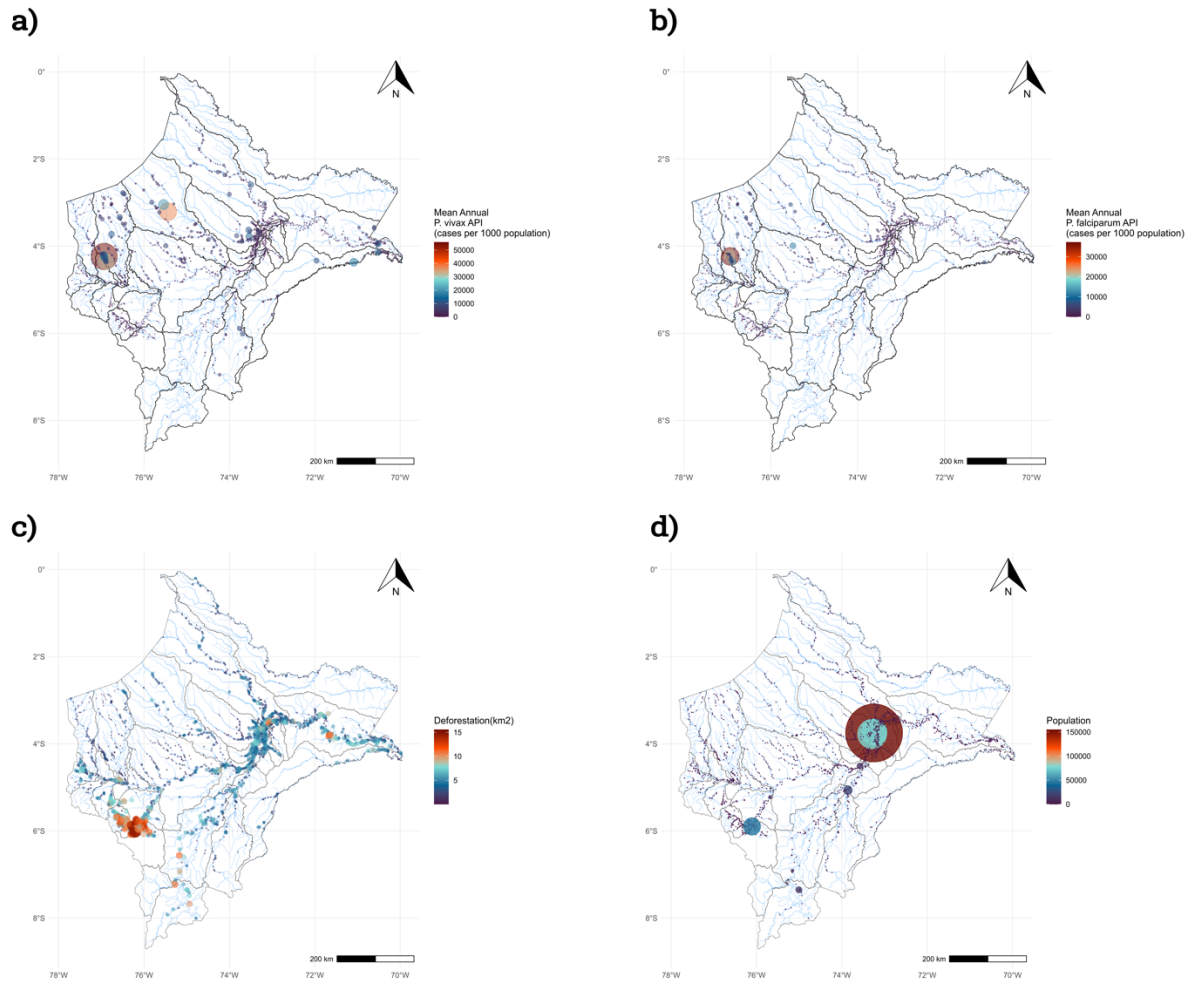 a)
b)
N
0°
2°S
4°S
6°S
8°S
78°W
76°W
74°W
72°W
70°W
200 km
Mean Annual
P. vivax API
(cases per 1000 population)
50000
40000
30000
20000
10000
0
N
0°
2°S
4°S
6°S
8°S
78°W
76°W
74°W
72°W
70°W
200 km
Mean Annual
P. falciparum API
(cases per 1000 population)
30000
20000
10000
0
c)
d)
N
0°
2°S
4°S
6°S
8°S
78°W
76°W
74°W
72°W
70°W
200 km
Deforestation(km2)
15
10
5
N
0°
2°S
4°S
6°S
8°S
78°W
76°W
74°W
72°W
70°W
200 km
Population
150000
100000
50000
0